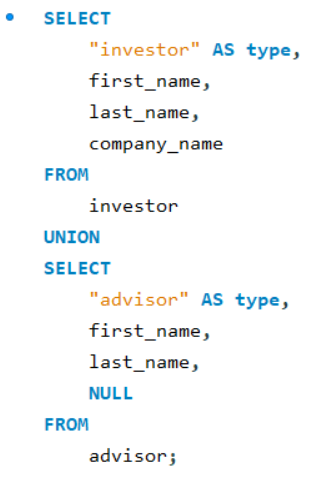 SELECT
"investor" AS type,
first_name,
last_name,
company_name
FROM
investor
UNION
SELECT
"advisor" AS type,
first_name,
last_name,
NULL
FROM
advisor;